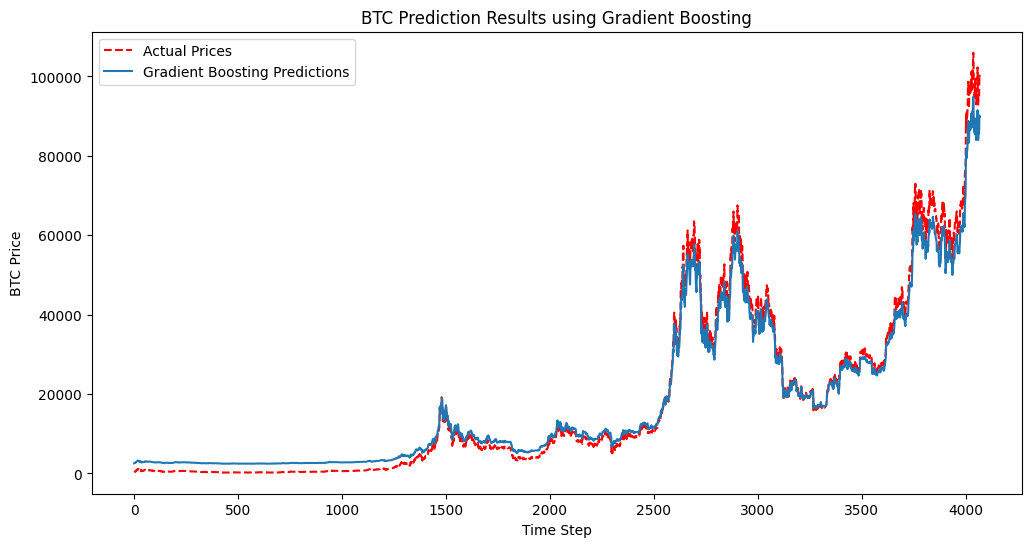 BTC Prediction Results using Gradient Boosting
Actual Prices
Gradient Boosting Predictions
100000
80000
60000
40000
20000
0
BTC Price
0 500 1000 1500 2000 2500 3000 3500 4000
Time Step